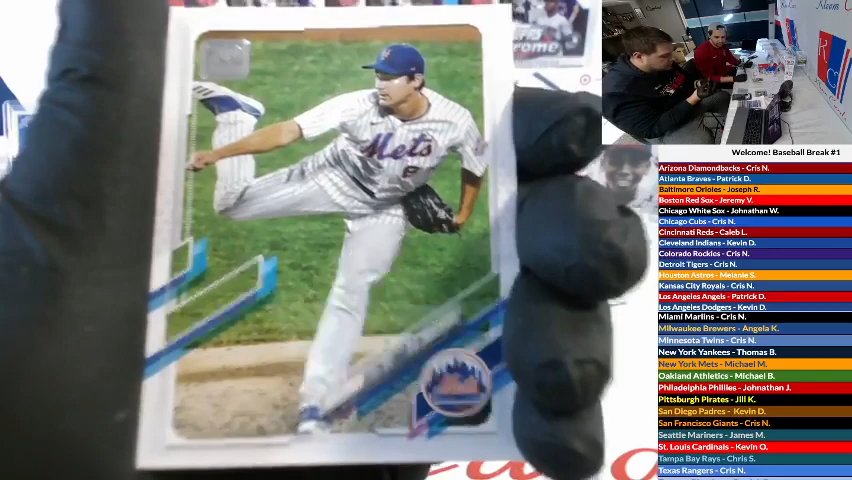 Chrome
Mets
Welcome! Baseball Break #1
Arizona Diamondbacks - Cris N.
Atlanta Braves - Patrick D.
Baltimore Orioles - Joseph R.
Boston Red Sox - Jeremy V.
Chicago White Sox - Johnathan W.
Chicago Cubs - Cris N.
Cincinnati Reds - Caleb L.
Cleveland Indians - Kevin D.
Colorado Rockies - Cris N.
Detroit Tigers - Cris N.
Houston Astros - Melanie S.
Kansas City Royals - Cris N.
Los Angeles Angels - Patrick D.
Los Angeles Dodgers - Kevin D.
Miami Marlins - Cris N.
Milwaukee Brewers - Angela K.
Minnesota Twins - Cris N.
New York Yankees - Thomas B.
New York Mets - Michael M.
Oakland Athletics - Michael B.
Philadelphia Phillies - Johnathan J.
Pittsburgh Pirates - Jill K.
San Diego Padres - Kevin D.
San Francisco Giants - Cris N.
Seattle Mariners - James M.
St. Louis Cardinals - Kevin O.
Tampa Bay Rays - Chris S.
Texas Rangers - Cris N.